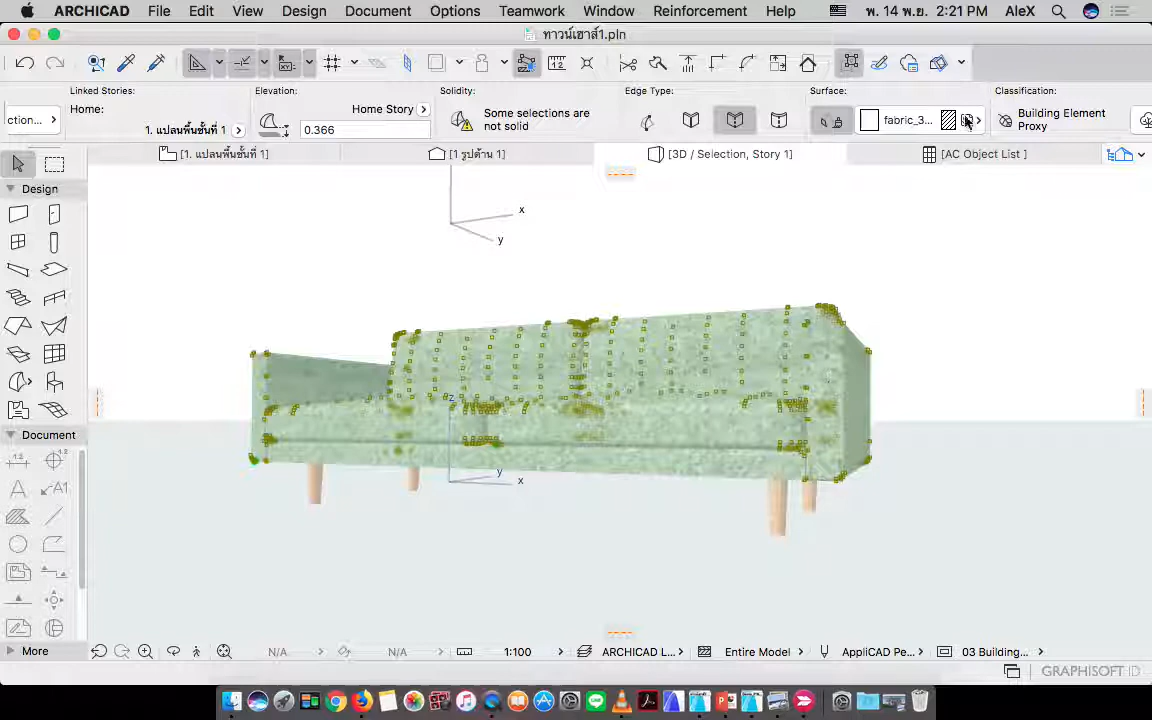 ARCHICAD File Edit View Design Document Options Teamwork Window Reinforcement Help พ. 14 พ.ย. 2:21 PM AleX
ทาวน์เฮาส์1.pln
Linked Stories:
Elevation:
Solidity:
Edge Type:
Surface:
Classification:
ction...
Home:
Home Story
Some selections are
not solid
fabric_3...
Building Element
Proxy
1. แปลนพื้นชั้นที่ 1
0.366
[1. แปลนพื้นชั้นที่ 1]
[1 รูปด้าน 1]
[3D / Selection, Story 1]
[AC Object List ]
Design
x
y
z
y
x
Document
1.2
A
A1
More
N/A
N/A
1:100
ARCHICAD L...
Entire Model
AppliCAD Pe...
03 Building...
GRAPHISOFT ID